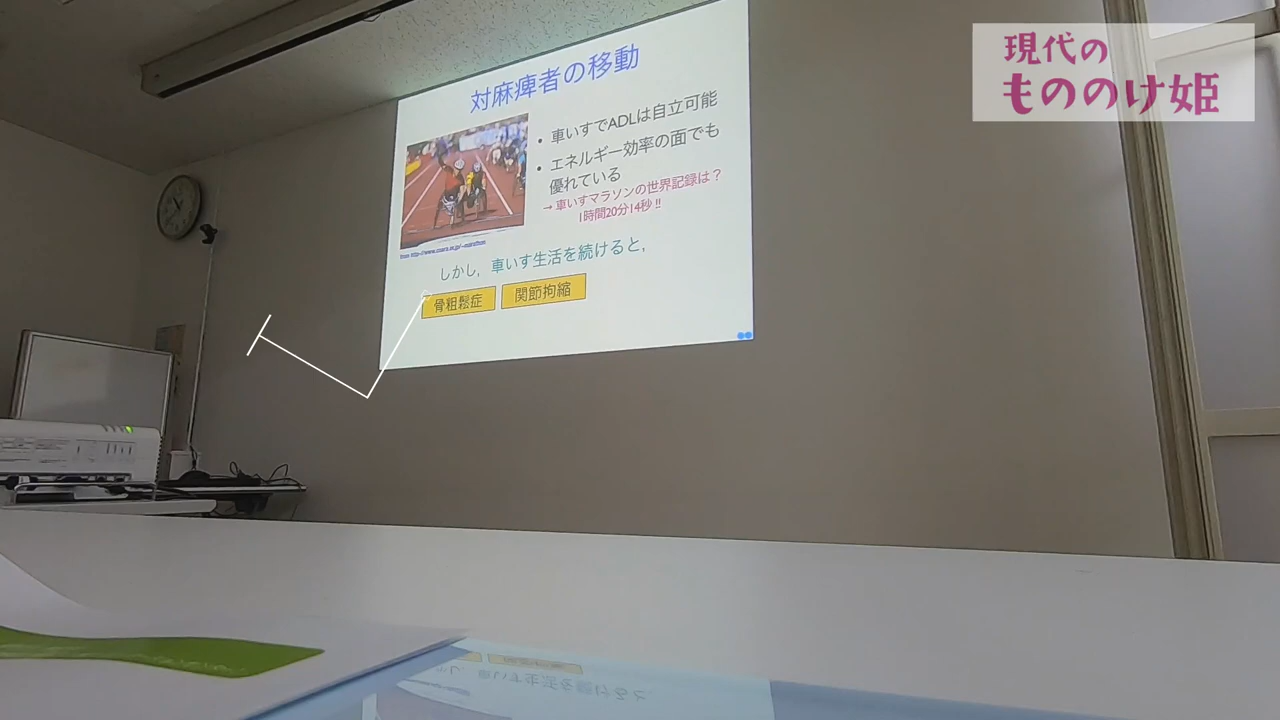 現代の
もののけ姫
対麻痺者の移動
• 車いすでADLは自立可能
• エネルギー効率の面でも
優れている
→ 車いすマラソンの世界記録は？
1時間20分14秒 !!
しかし，車いす生活を続けると，
骨粗鬆症 関節拘縮